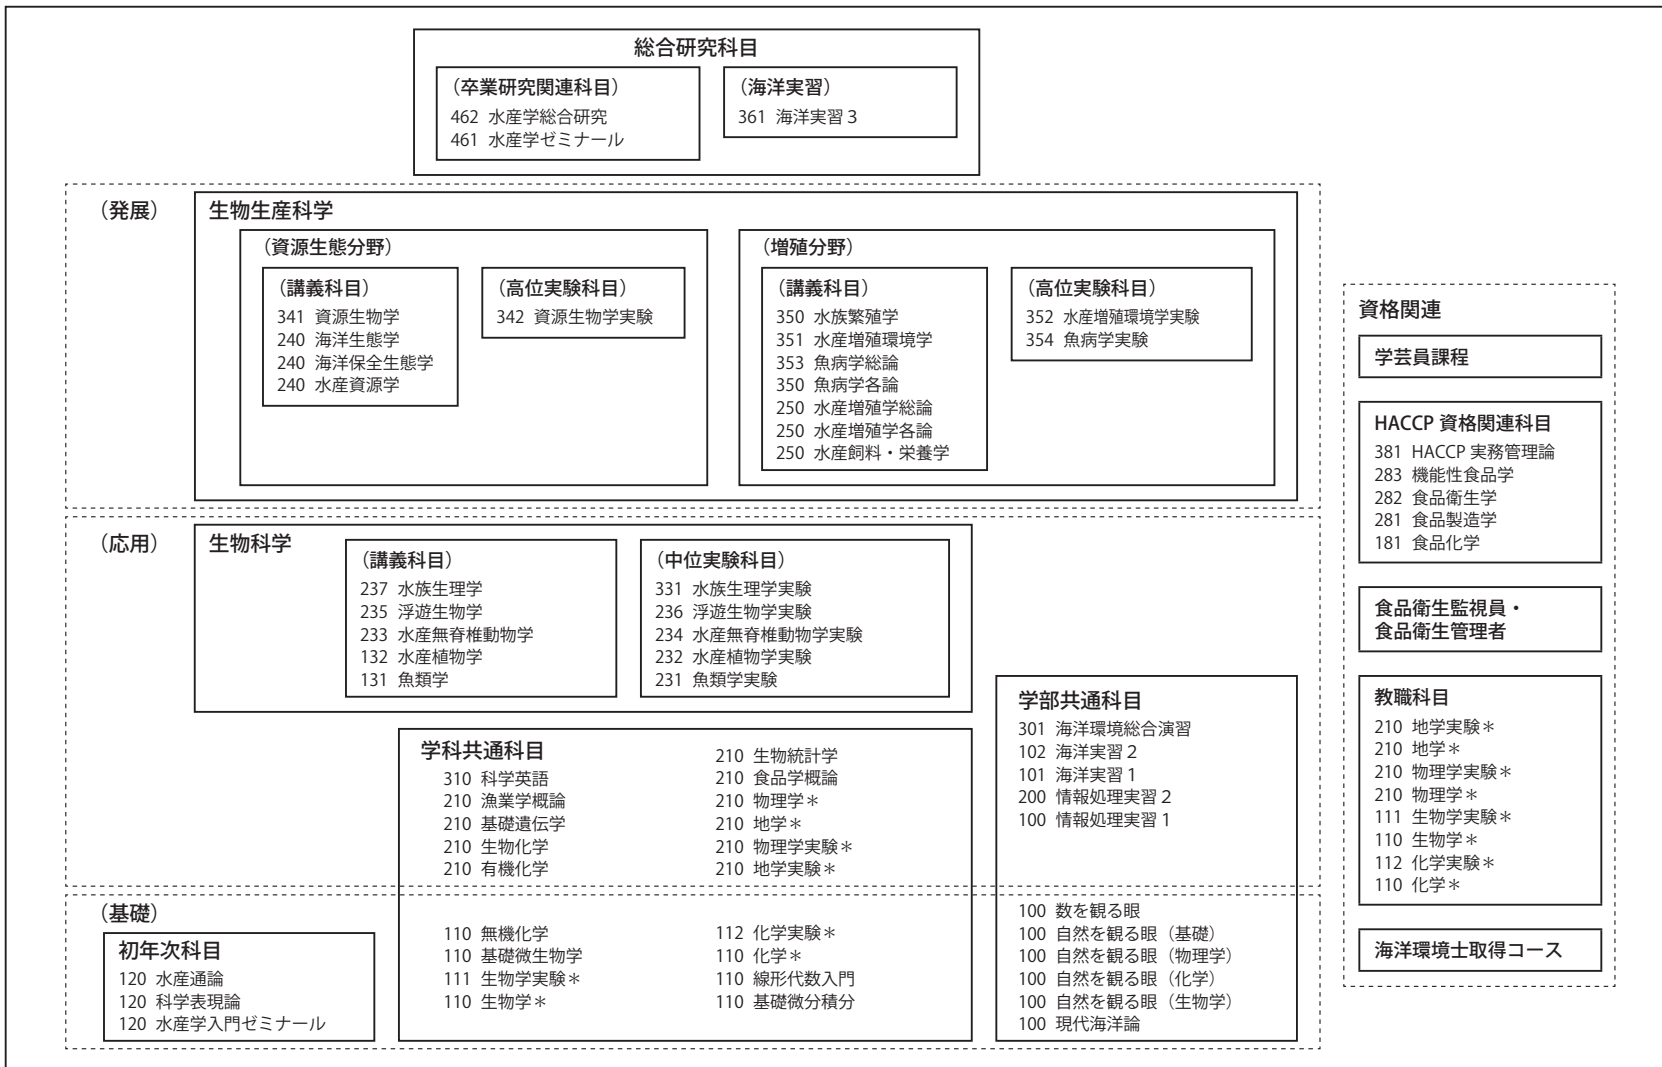 総合研究科目
（卒業研究関連科目）
462 水産学総合研究
461 水産学ゼミナール
（海洋実習）
361 海洋実習３
（発展）
生物生産科学
（資源生態分野）
（講義科目）
341 資源生物学
240 海洋生態学
240 海洋保全生態学
240 水産資源学
（高位実験科目）
342 資源生物学実験
（増殖分野）
（講義科目）
350 水族繁殖学
351 水産増殖環境学
353 魚病学総論
350 魚病学各論
250 水産増殖学総論
250 水産増殖学各論
250 水産飼料・栄養学
（高位実験科目）
352 水産増殖環境学実験
354 魚病学実験
（応用）
生物科学
（講義科目）
237 水族生理学
235 浮遊生物学
233 水産無脊椎動物学
132 水産植物学
131 魚類学
（中位実験科目）
331 水族生理学実験
236 浮遊生物学実験
234 水産無脊椎動物学実験
232 水産植物学実験
231 魚類学実験
学科共通科目
310 科学英語
210 漁業学概論
210 基礎遺伝学
210 生物化学
210 有機化学
210 生物統計学
210 食品学概論
210 物理学＊
210 地学＊
210 物理学実験＊
210 地学実験＊
学部共通科目
301 海洋環境総合演習
102 海洋実習２
101 海洋実習１
200 情報処理実習２
100 情報処理実習１
（基礎）
初年次科目
120 水産通論
120 科学表現論
120 水産学入門ゼミナール
110 無機化学
110 基礎微生物学
111 生物学実験＊
110 生物学＊
112 化学実験＊
110 化学＊
110 線形代数入門
110 基礎微分積分
100 数を観る眼
100 自然を観る眼（基礎）
100 自然を観る眼（物理学）
100 自然を観る眼（化学）
100 自然を観る眼（生物学）
100 現代海洋論
資格関連
学芸員課程
HACCP 資格関連科目
381 HACCP 実務管理論
283 機能性食品学
282 食品衛生学
281 食品製造学
181 食品化学
食品衛生監視員・
食品衛生管理者
教職科目
210 地学実験＊
210 地学＊
210 物理学実験＊
210 物理学＊
111 生物学実験＊
110 生物学＊
112 化学実験＊
110 化学＊
海洋環境士取得コース